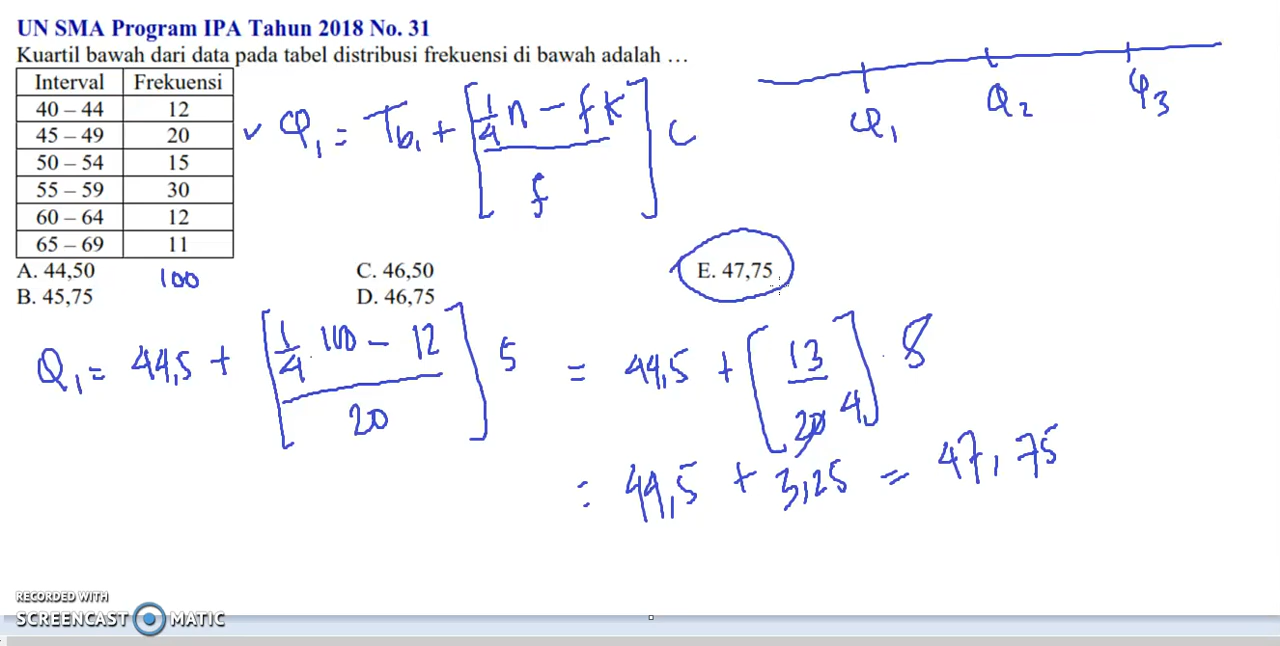 UN SMA Program IPA Tahun 2018 No. 31
Kuartil bawah dari data pada tabel distribusi frekuensi di bawah adalah …
Interval Frekuensi
40 – 44 12
45 – 49 20
50 – 54 15
55 – 59 30
60 – 64 12
65 – 69 11
100
Q₁ = Tb₁ + [(1/4 n – fk) / f] c
Q₁ Q₂ Q₃
A. 44,50 C. 46,50 E. 47,75
B. 45,75 D. 46,75
Q₁ = 44,5 + [(1/4 . 100 – 12) / 20] 5 = 44,5 + [13 / 20 4] . 5
= 44,5 + 3,25 = 47,75
RECORDED WITH
SCREENCAST MATIC